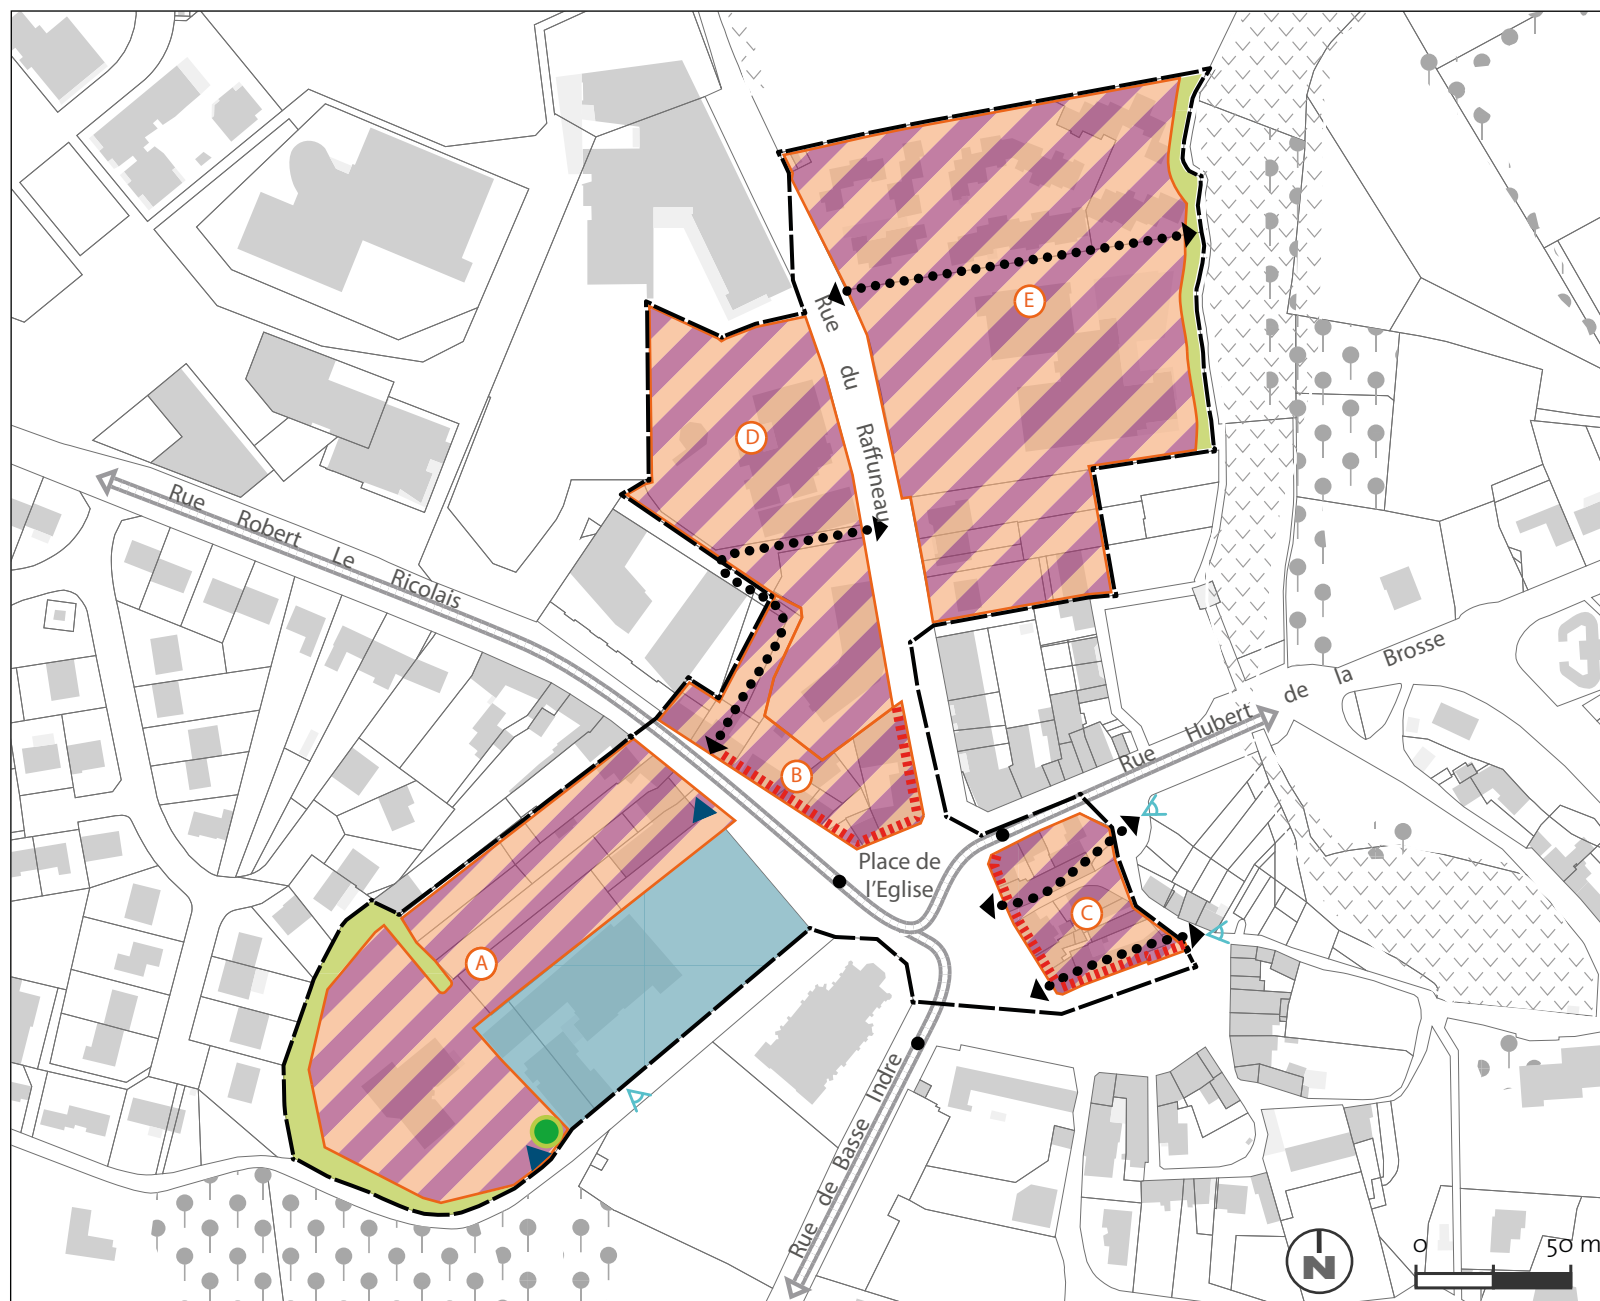 E
Rue du Raffuneau
D
Rue Robert Le Ricolais
Rue Hubert de la Brosse
B
Place de
l'Eglise
C
A
Rue de Basse Indre
N
0 50 m